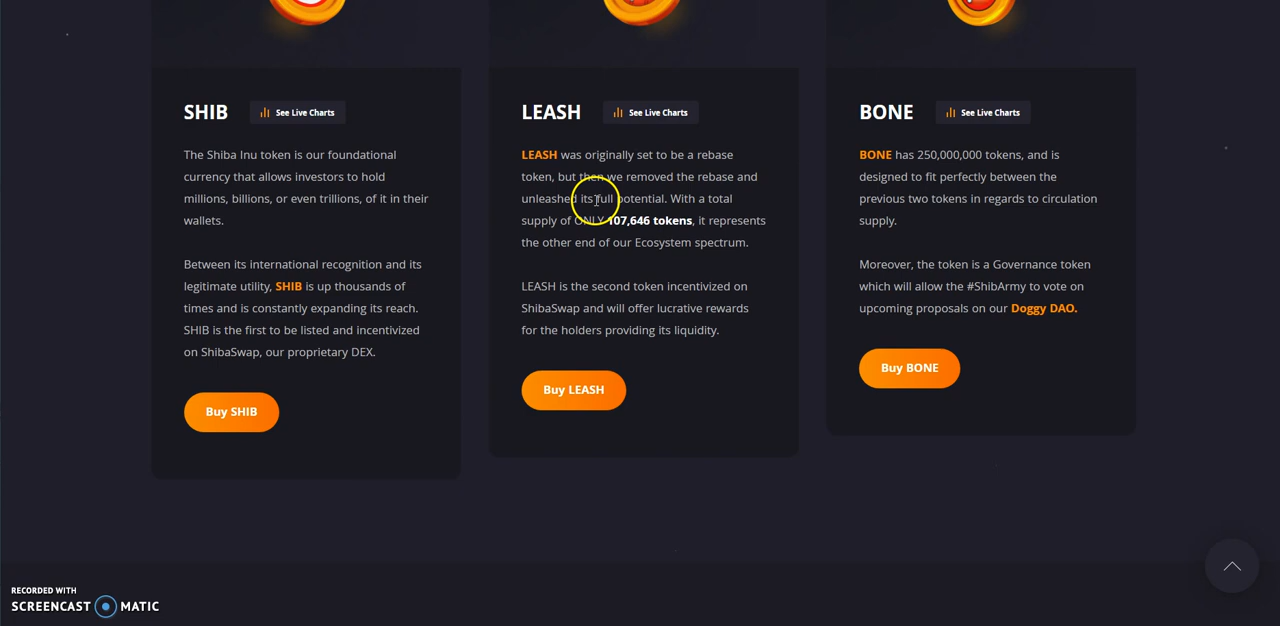 SHIB
See Live Charts
The Shiba Inu token is our foundational
currency that allows investors to hold
millions, billions, or even trillions, of it in their
wallets.
Between its international recognition and its
legitimate utility, SHIB is up thousands of
times and is constantly expanding its reach.
SHIB is the first to be listed and incentivized
on ShibaSwap, our proprietary DEX.
Buy SHIB
LEASH
See Live Charts
LEASH was originally set to be a rebase
token, but then we removed the rebase and
unleashed its full potential. With a total
supply of ONLY 107,646 tokens, it represents
the other end of our Ecosystem spectrum.
LEASH is the second token incentivized on
ShibaSwap and will offer lucrative rewards
for the holders providing its liquidity.
Buy LEASH
BONE
See Live Charts
BONE has 250,000,000 tokens, and is
designed to fit perfectly between the
previous two tokens in regards to circulation
supply.
Moreover, the token is a Governance token
which will allow the #ShibArmy to vote on
upcoming proposals on our Doggy DAO.
Buy BONE
RECORDED WITH
SCREENCAST MATIC